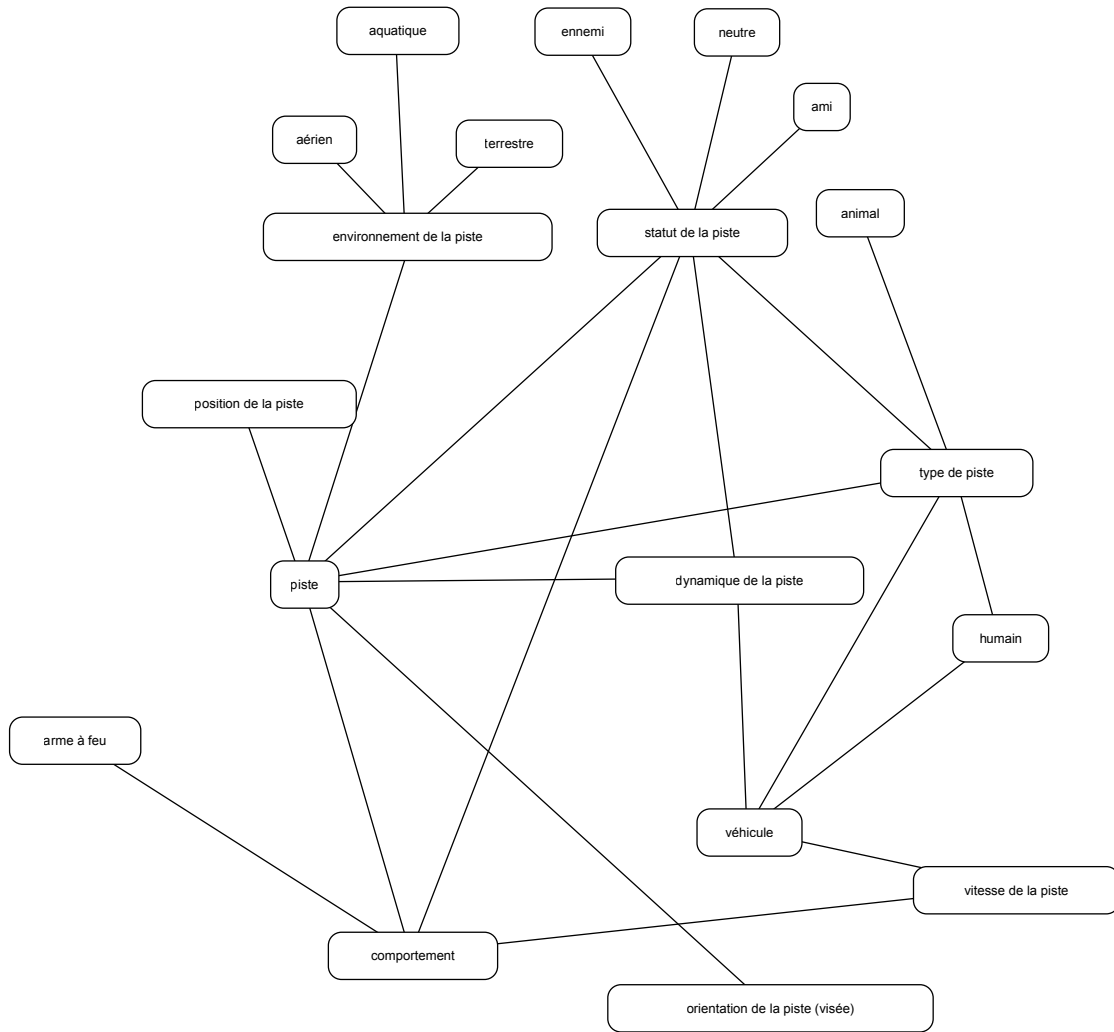 aquatique
ennemi
neutre
ami
aérien
terrestre
animal
environnement de la piste
statut de la piste
position de la piste
type de piste
piste
dynamique de la piste
humain
arme à feu
véhicule
vitesse de la piste
comportement
orientation de la piste (visée)